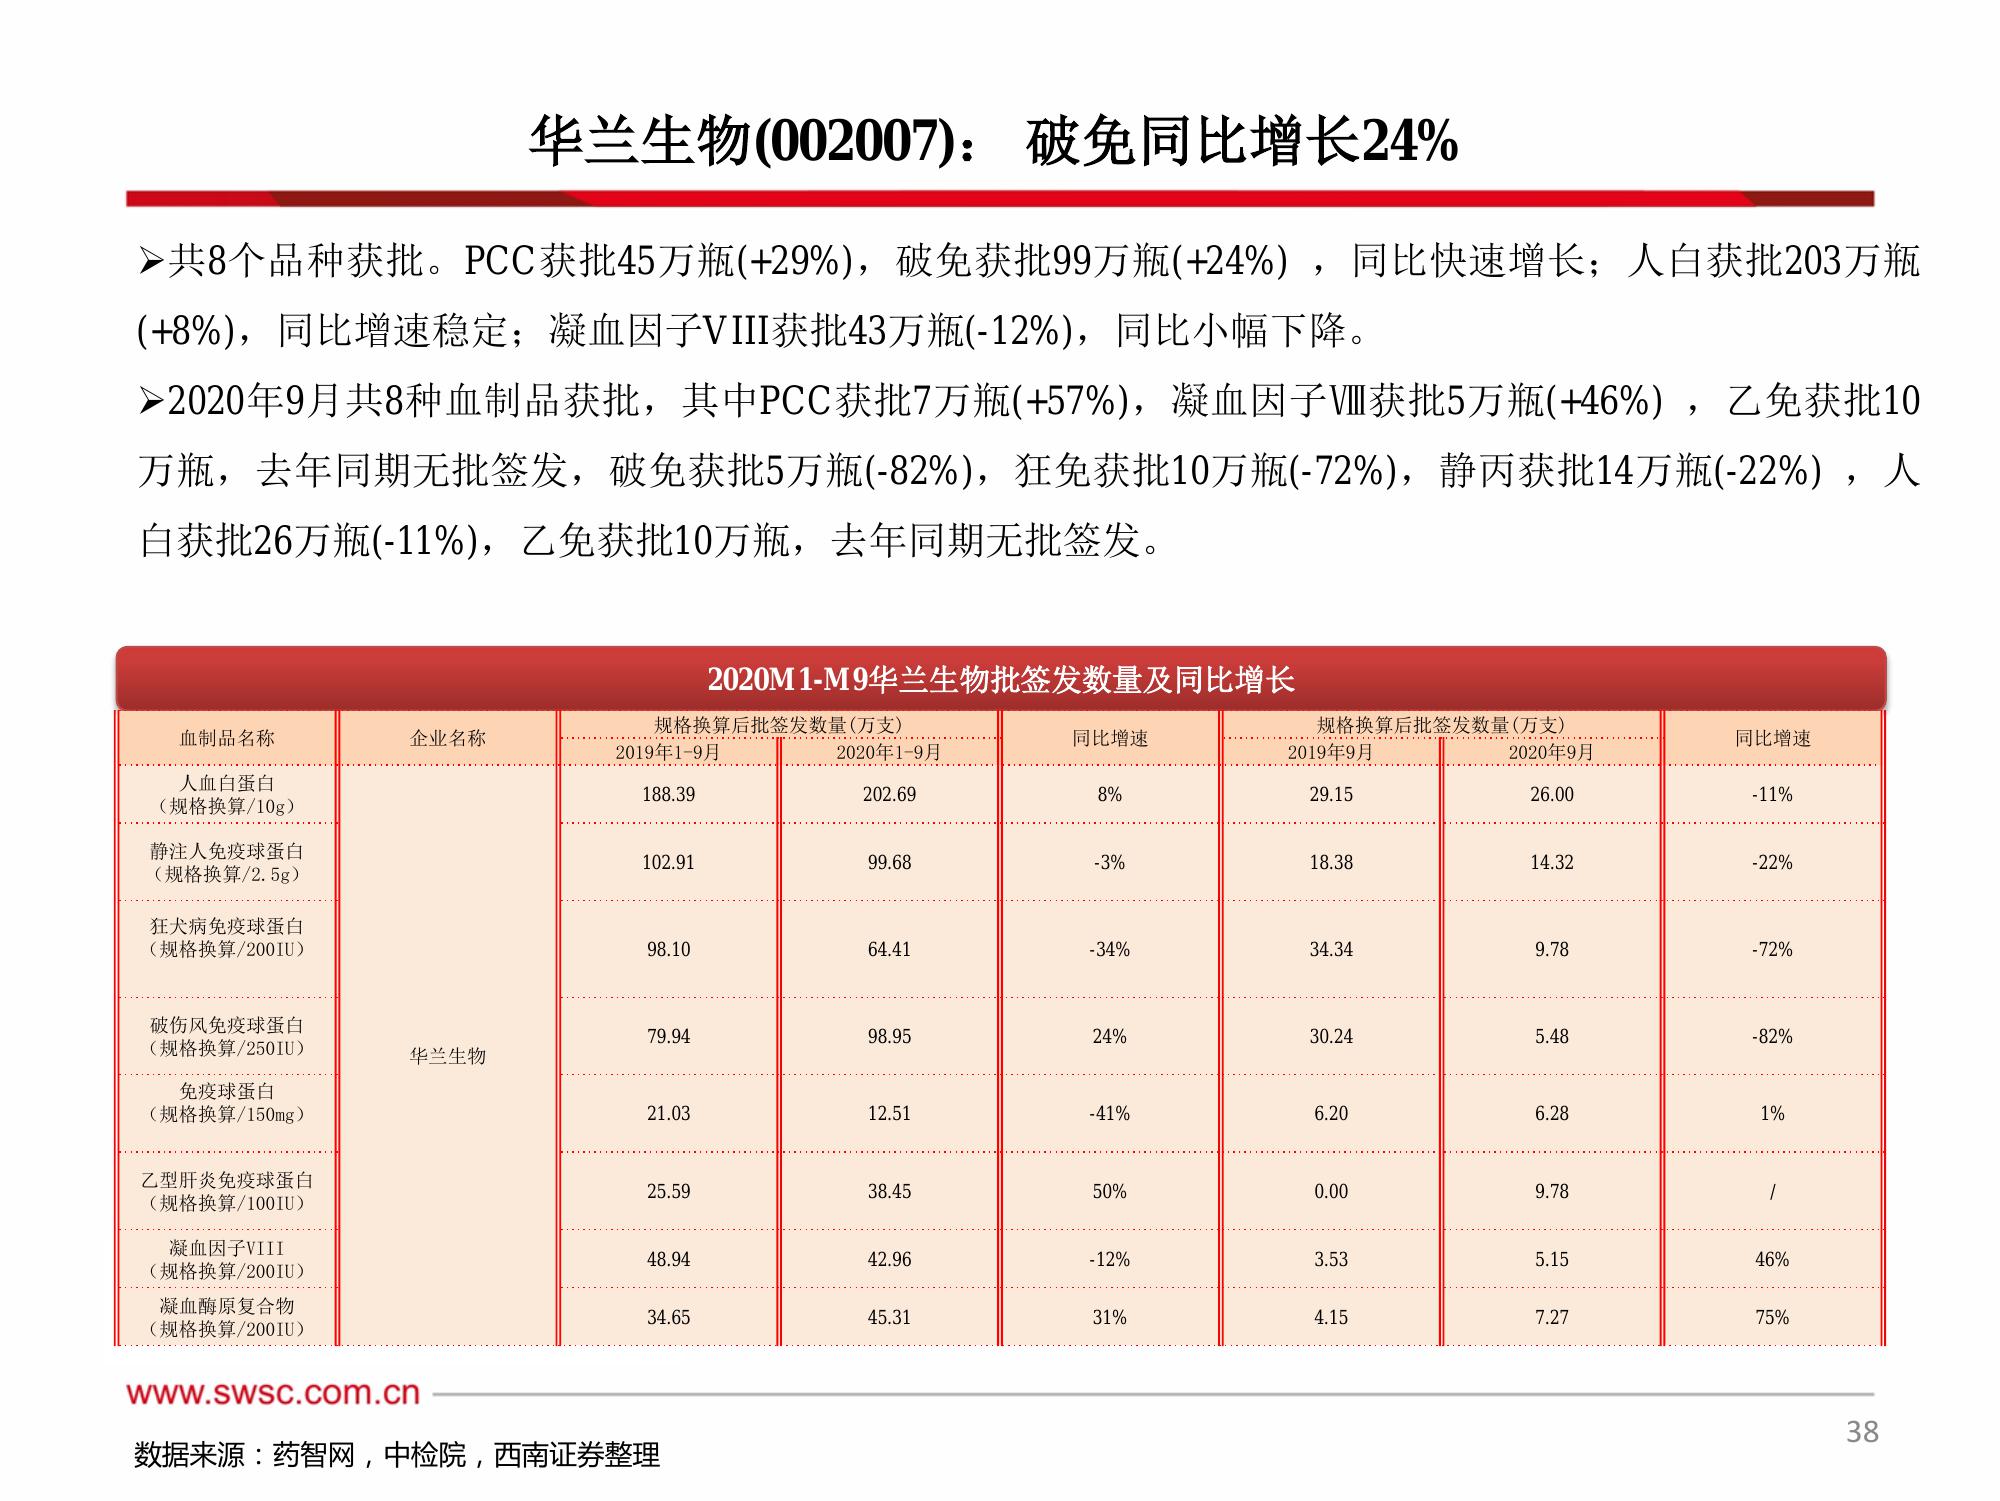 华兰生物(002007)： 破免同比增长24%
➢共8个品种获批。PCC获批45万瓶(+29%)，破免获批99万瓶(+24%) ，同比快速增长；人白获批203万瓶
(+8%)，同比增速稳定；凝血因子VIII获批43万瓶(-12%)，同比小幅下降。
➢2020年9月共8种血制品获批，其中PCC获批7万瓶(+57%)，凝血因子Ⅷ获批5万瓶(+46%) ，乙免获批10
万瓶，去年同期无批签发，破免获批5万瓶(-82%)，狂免获批10万瓶(-72%)，静丙获批14万瓶(-22%) ，人
白获批26万瓶(-11%)，乙免获批10万瓶，去年同期无批签发。
2020M1-M9华兰生物批签发数量及同比增长
血制品名称 企业名称 规格换算后批签发数量(万支) 同比增速 规格换算后批签发数量(万支) 同比增速
2019年1-9月 2020年1-9月 2019年9月 2020年9月
人血白蛋白
（规格换算/10g） 188.39 202.69 8% 29.15 26.00 -11%
静注人免疫球蛋白
（规格换算/2.5g） 102.91 99.68 -3% 18.38 14.32 -22%
狂犬病免疫球蛋白
（规格换算/200IU） 98.10 64.41 -34% 34.34 9.78 -72%
破伤风免疫球蛋白
（规格换算/250IU） 79.94 98.95 24% 30.24 5.48 -82%
华兰生物
免疫球蛋白
（规格换算/150mg） 21.03 12.51 -41% 6.20 6.28 1%
乙型肝炎免疫球蛋白
（规格换算/100IU） 25.59 38.45 50% 0.00 9.78 /
凝血因子VIII
（规格换算/200IU） 48.94 42.96 -12% 3.53 5.15 46%
凝血酶原复合物
（规格换算/200IU） 34.65 45.31 31% 4.15 7.27 75%
www.swsc.com.cn
38
数据来源：药智网，中检院，西南证券整理